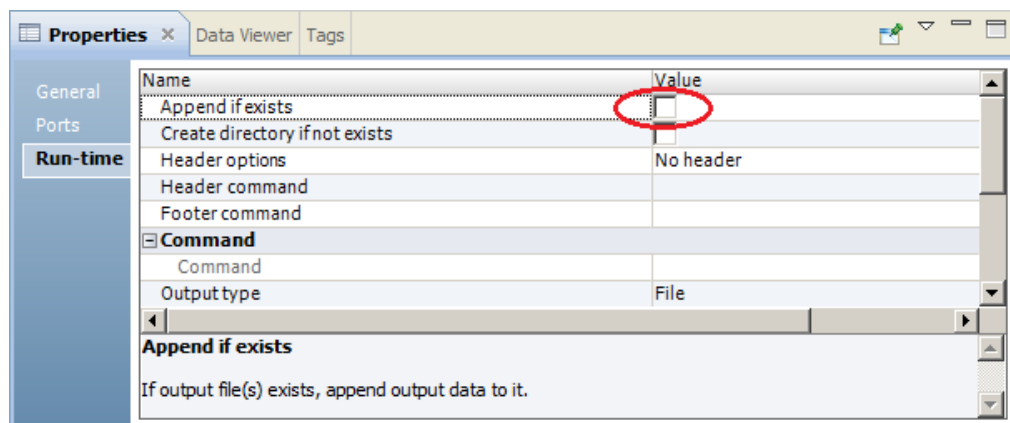 Properties Data Viewer Tags
General
Ports
Run-time
Name Value
Append if exists
Create directory if not exists
Header options No header
Header command
Footer command
Command
Command
Output type File
Append if exists
If output file(s) exists, append output data to it.